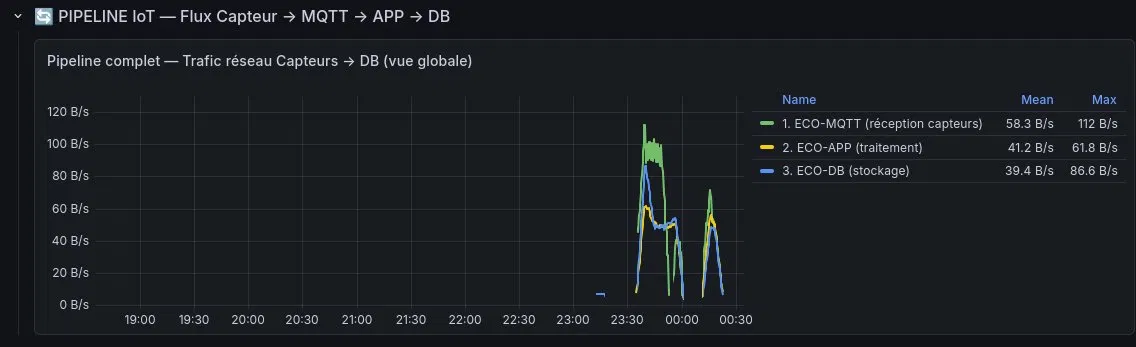 🔄 PIPELINE IoT — Flux Capteur → MQTT → APP → DB
Pipeline complet — Trafic réseau Capteurs → DB (vue globale)
120 B/s
100 B/s
80 B/s
60 B/s
40 B/s
20 B/s
0 B/s
19:00 19:30 20:00 20:30 21:00 21:30 22:00 22:30 23:00 23:30 00:00 00:30
Name Mean Max
1. ECO-MQTT (réception capteurs) 58.3 B/s 112 B/s
2. ECO-APP (traitement) 41.2 B/s 61.8 B/s
3. ECO-DB (stockage) 39.4 B/s 86.6 B/s